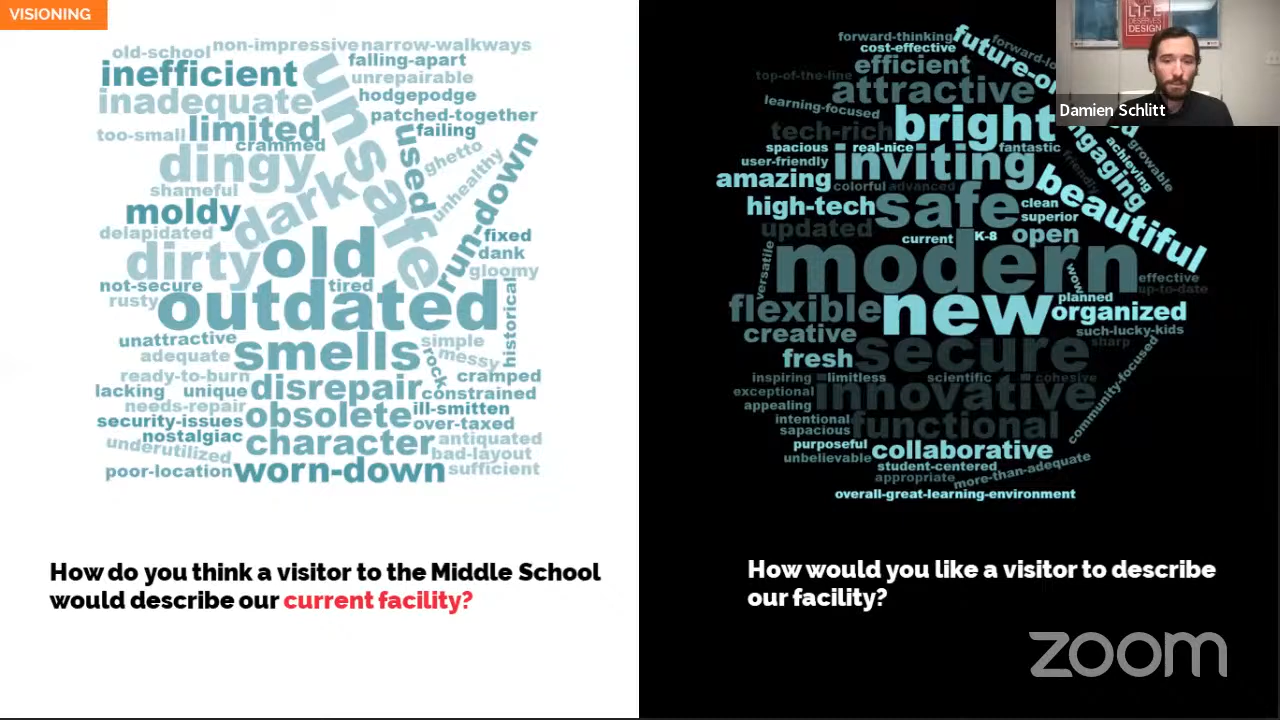 VISIONING
old-school
non-impressive
narrow-walkways
inefficient
falling-apart
unrepairable
inadequate
unsafe
hodgepodge
patched-together
too-small
limited
failing
crammed
used
ghetto
dingy
unhealthy
run-down
shameful
dark
moldy
delapidated
old
fixed
dirty
dank
gloomy
not-secure
tired
rusty
outdated
historical
unattractive
simple
adequate
smells
rock
messy
ready-to-burn
cramped
lacking
unique
disrepair
constrained
needs-repair
obsolete
ill-smitten
security-issues
over-taxed
nostalgiac
character
antiquated
underutilized
bad-layout
poor-location
worn-down
sufficient
How do you think a visitor to the Middle School
would describe our current facility?
forward-thinking
cost-effective
efficient
top-of-the-line
attractive
learning-focused
tech-rich
bright
spacious
real-nice
fantastic
user-friendly
inviting
amazing
colorful
advanced
friendly
engaging
achieving
growable
high-tech
safe
clean
superior
beautiful
updated
current
K-8
open
versatile
modern
wow
effective
up-to-date
flexible
new
planned
organized
creative
such-lucky-kids
sharp
fresh
secure
inspiring
limitless
scientific
cohesive
exceptional
innovative
community-focused
appealing
intentional
sapacious
functional
purposeful
collaborative
unbelievable
student-centered
appropriate
more-than-adequate
overall-great-learning-environment
How would you like a visitor to describe
our facility?
LIFE
DESERVES
DESIGN
Damien Schlitt
zoom